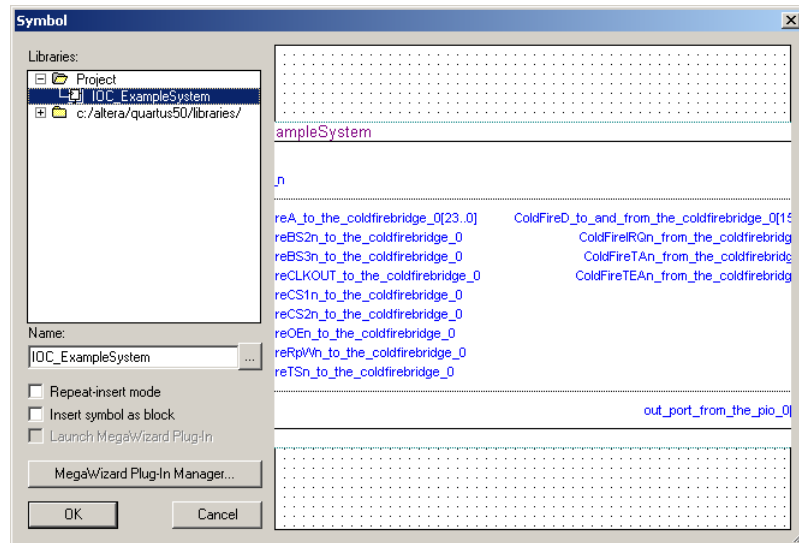 Symbol
Libraries:
Project
IOC_ExampleSystem
c:/altera/quartus50/libraries/
Name:
IOC_ExampleSystem
...
Repeat-insert mode
Insert symbol as block
Launch MegaWizard Plug-In
MegaWizard Plug-In Manager...
OK
Cancel
ampleSystem
_n
reA_to_the_coldfirebridge_0[23..0] ColdFireD_to_and_from_the_coldfirebridge_0[15
reBS2n_to_the_coldfirebridge_0 ColdFireIRQn_from_the_coldfirebridg
reBS3n_to_the_coldfirebridge_0 ColdFireTAn_from_the_coldfirebridg
reCLKOUT_to_the_coldfirebridge_0 ColdFireTEAn_from_the_coldfirebridg
reCS1n_to_the_coldfirebridge_0
reCS2n_to_the_coldfirebridge_0
reOEn_to_the_coldfirebridge_0
reRpWn_to_the_coldfirebridge_0
reTSn_to_the_coldfirebridge_0
out_port_from_the_pio_0[